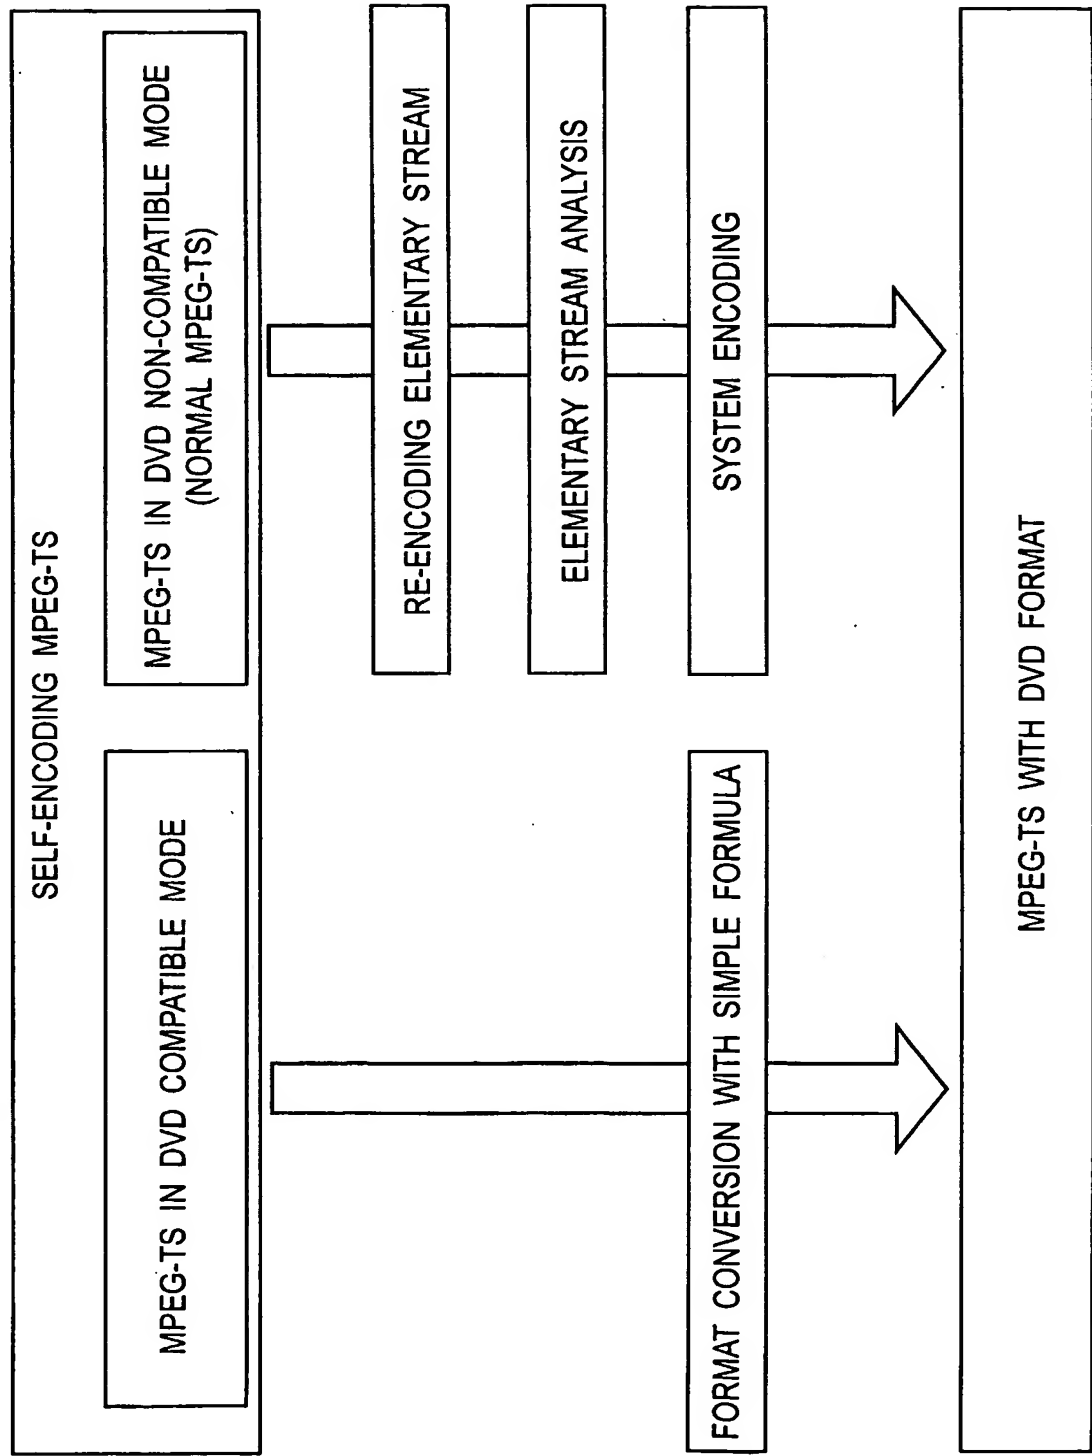 SELF-ENCODING MPEG-TS
MPEG-TS IN DVD COMPATIBLE MODE
MPEG-TS IN DVD NON-COMPATIBLE MODE
(NORMAL MPEG-TS)
RE-ENCODING ELEMENTARY STREAM
ELEMENTARY STREAM ANALYSIS
FORMAT CONVERSION WITH SIMPLE FORMULA
SYSTEM ENCODING
MPEG-TS WITH DVD FORMAT